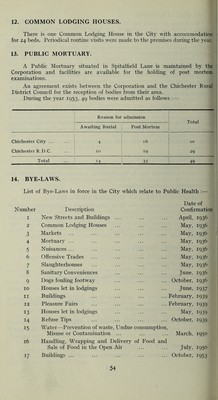 12. COMMON LODGING HOUSES.
There is one Common Lodging House in the City with accommodation
for 24 beds. Periodical routine visits were made to the premises during the year.
13. PUBLIC MORTUARY.
A Public Mortuary situated in Spitalfield Lane is maintained by the
Corporation and facilities are available for the holding of post mortem
examinations.
An agreement exists between the Corporation and the Chichester Rural
District Council for the reception of bodies from their area.
During the year 1953, 49 bodies were admitted as follows :—
Reason for admission Total
Awaiting Burial Post Mortem
Chichester City ... 4 16 20
Chichester R.D.C. 10 19 29
Total 14 35 49
14. BYE-LAWS.
List of Bye-Laws in force in the City which relate to Public Health :—
Date of
Number Description Confirmation
1 New Streets and Buildings ... April, 1936
2 Common Lodging Houses ... May, 1936
3 Markets ... May, 1936
4 Mortuary ... May, 1936
5 Nuisances ... May, 1936
6 Offensive Trades ... May, 1936
7 Slaughterhouses ... May, 1936
8 Sanitary Conveniences ... June, 1936
9 Dogs fouling footway ... October, 1936
10 Houses let in lodgings ... June, 1937
11 Buildings ... February, 1939
12 Pleasure Fairs ... February, 1939
13 Houses let in lodgings ... May, 1939
14 Refuse Tips ... October, 1939
15 Water—Prevention of waste, Undue consumption,
Misuse or Contamination ... March, 1950
16 Handling, Wrapping and Delivery of Food and
Sale of Food in the Open Air ... July, 1950
17 Buildings ... October, 1953
54